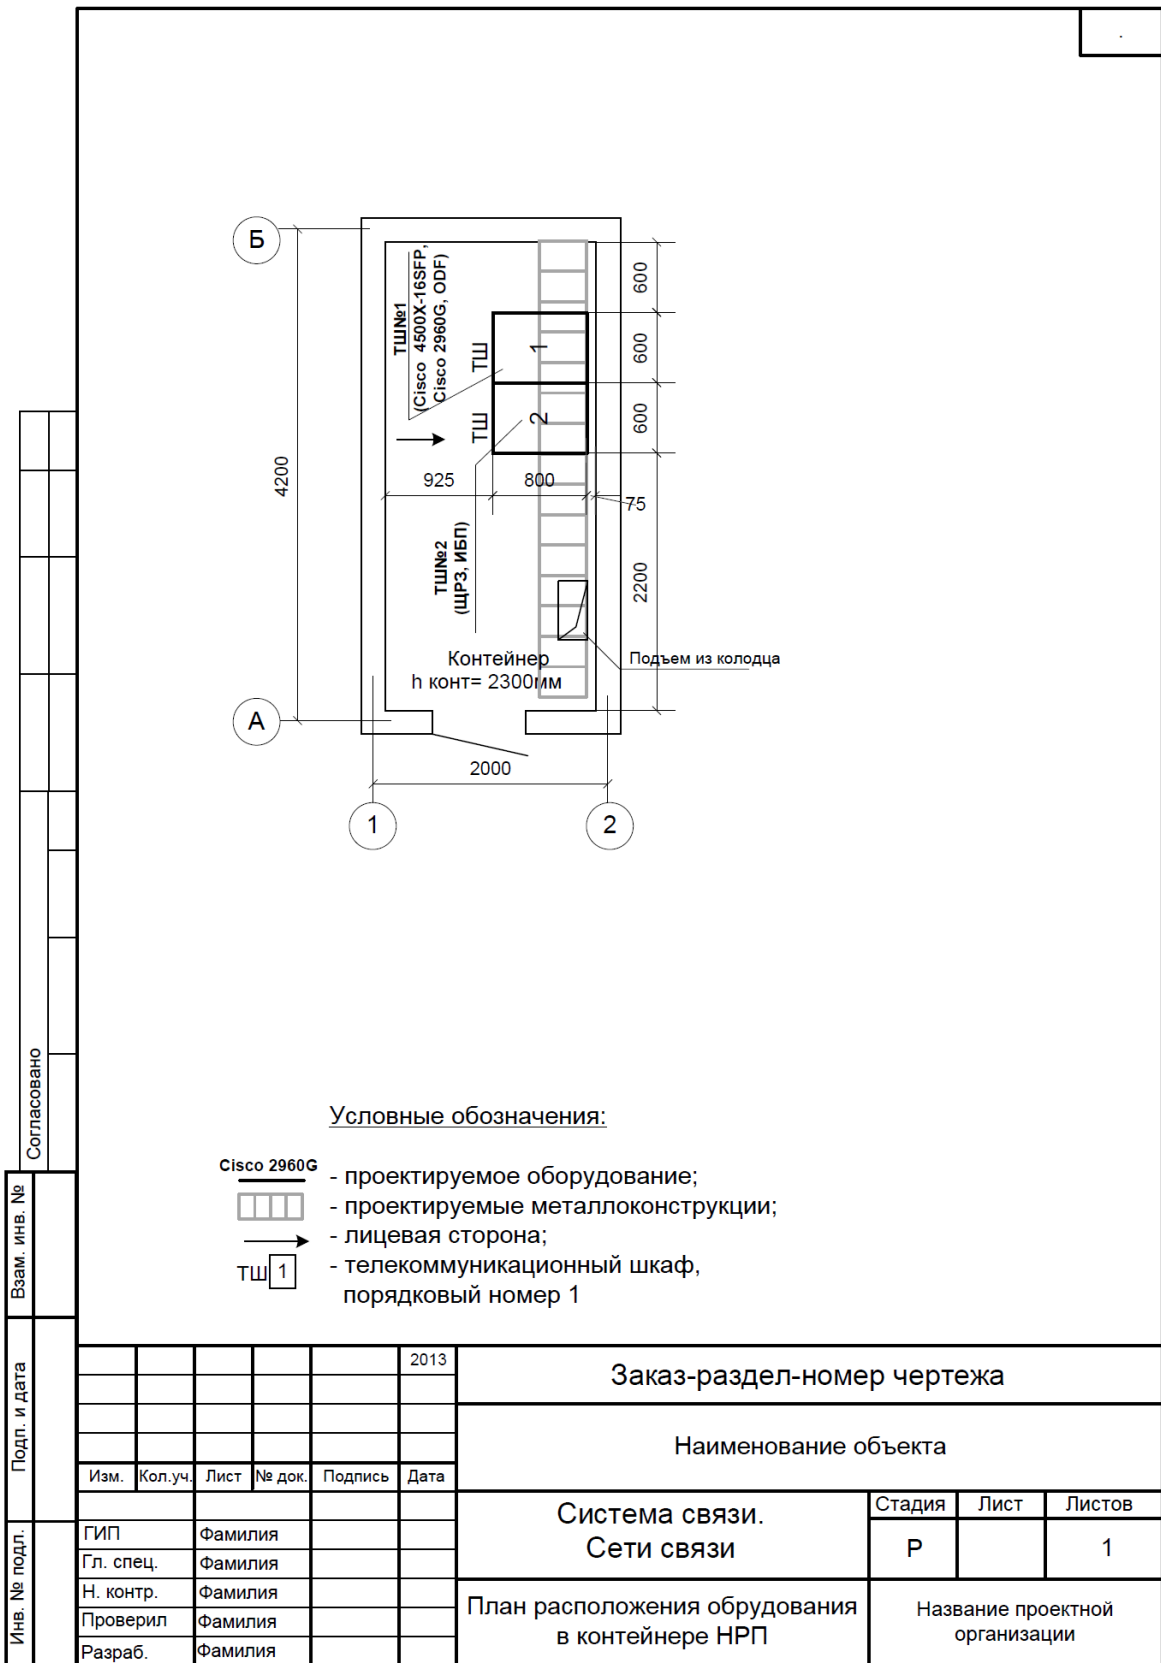 Б
600
600
600
4200
ТШ№1
(Cisco 4500X-16SFP,
Cisco 2960G, ODF)
ТШ
1
ТШ
2
925
800
75
ТШ№2
(ЩРЗ, ИБП)
2200
Контейнер
h конт= 2300мм
Подъем из колодца
А
2000
1
2
Согласовано
Взам. инв. №
Подп. и дата
Инв. № подл.
Условные обозначения:
Cisco 2960G
- проектируемое оборудование;
- проектируемые металлоконструкции;
- лицевая сторона;
ТШ 1
- телекоммуникационный шкаф,
порядковый номер 1
2013
Заказ-раздел-номер чертежа
Наименование объекта
Изм. Кол.уч. Лист № док. Подпись Дата
Система связи.
Сети связи
Стадия Лист Листов
Р 1
ГИП Фамилия
Гл. спец. Фамилия
Н. контр. Фамилия
Проверил Фамилия
Разраб. Фамилия
План расположения обрудования
в контейнере НРП
Название проектной
организации